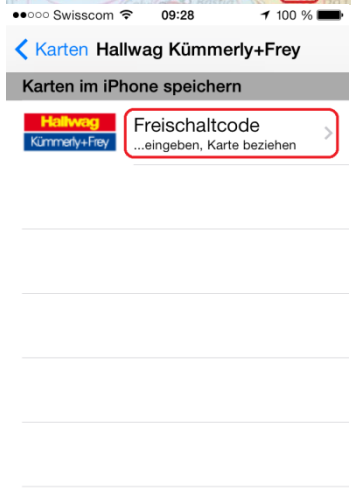 Swisscom 09:28 100 %
Karten Hallwag Kümmerly+Frey
Karten im iPhone speichern
Hallwag
Kümmerly+Frey
Freischaltcode
...eingeben, Karte beziehen